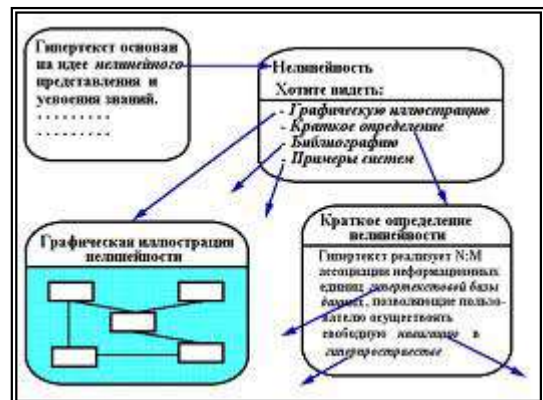 Гипертекст основан
на идее нелинейного
представления и
усвоения знаний.
. . . . . . . . .
. . . . . . . . .
Нелинейность
Хотите видеть:
- Графическую иллюстрацию
- Краткое определение
- Библиографию
- Примеры систем
Графическая иллюстрация
нелинейности
Краткое определение
нелинейности
Гипертекст реализует N:M
ассоциации информационных
единиц гипертекстовой базы
данных, позволяющие пользо-
вателю осуществлять
свободную навигацию в
гиперпространстве